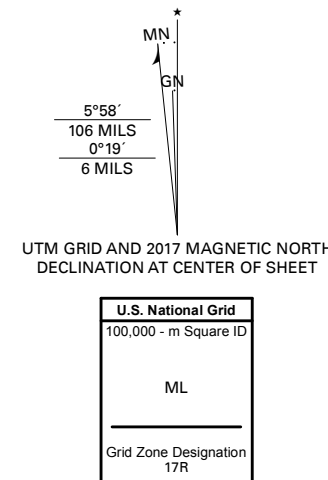 ★
MN
GN
5°58´
106 MILS
0°19´
6 MILS
UTM GRID AND 2017 MAGNETIC NORTH
DECLINATION AT CENTER OF SHEET
U.S. National Grid
100,000 - m Square ID
ML
Grid Zone Designation
17R